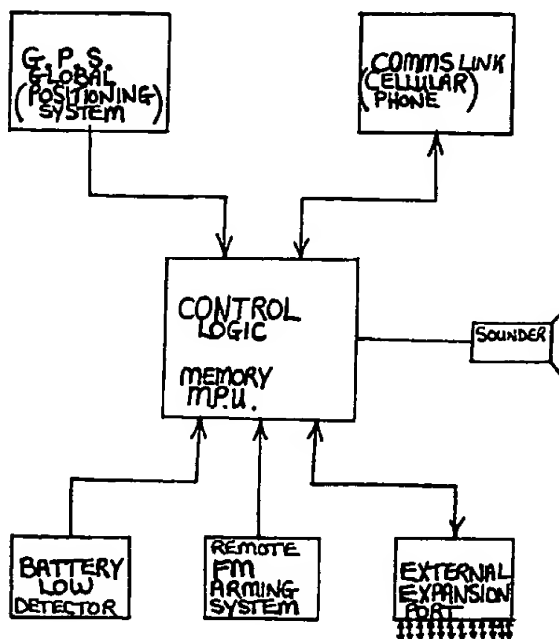 G.P.S.
GLOBAL
(POSITIONING)
SYSTEM
COMMS LINK
(CELLULAR)
PHONE
CONTROL
LOGIC
MEMORY
M.P.U.
SOUNDER
BATTERY
LOW
DETECTOR
REMOTE
FM
ARMING
SYSTEM
EXTERNAL
EXPANSION
PORT